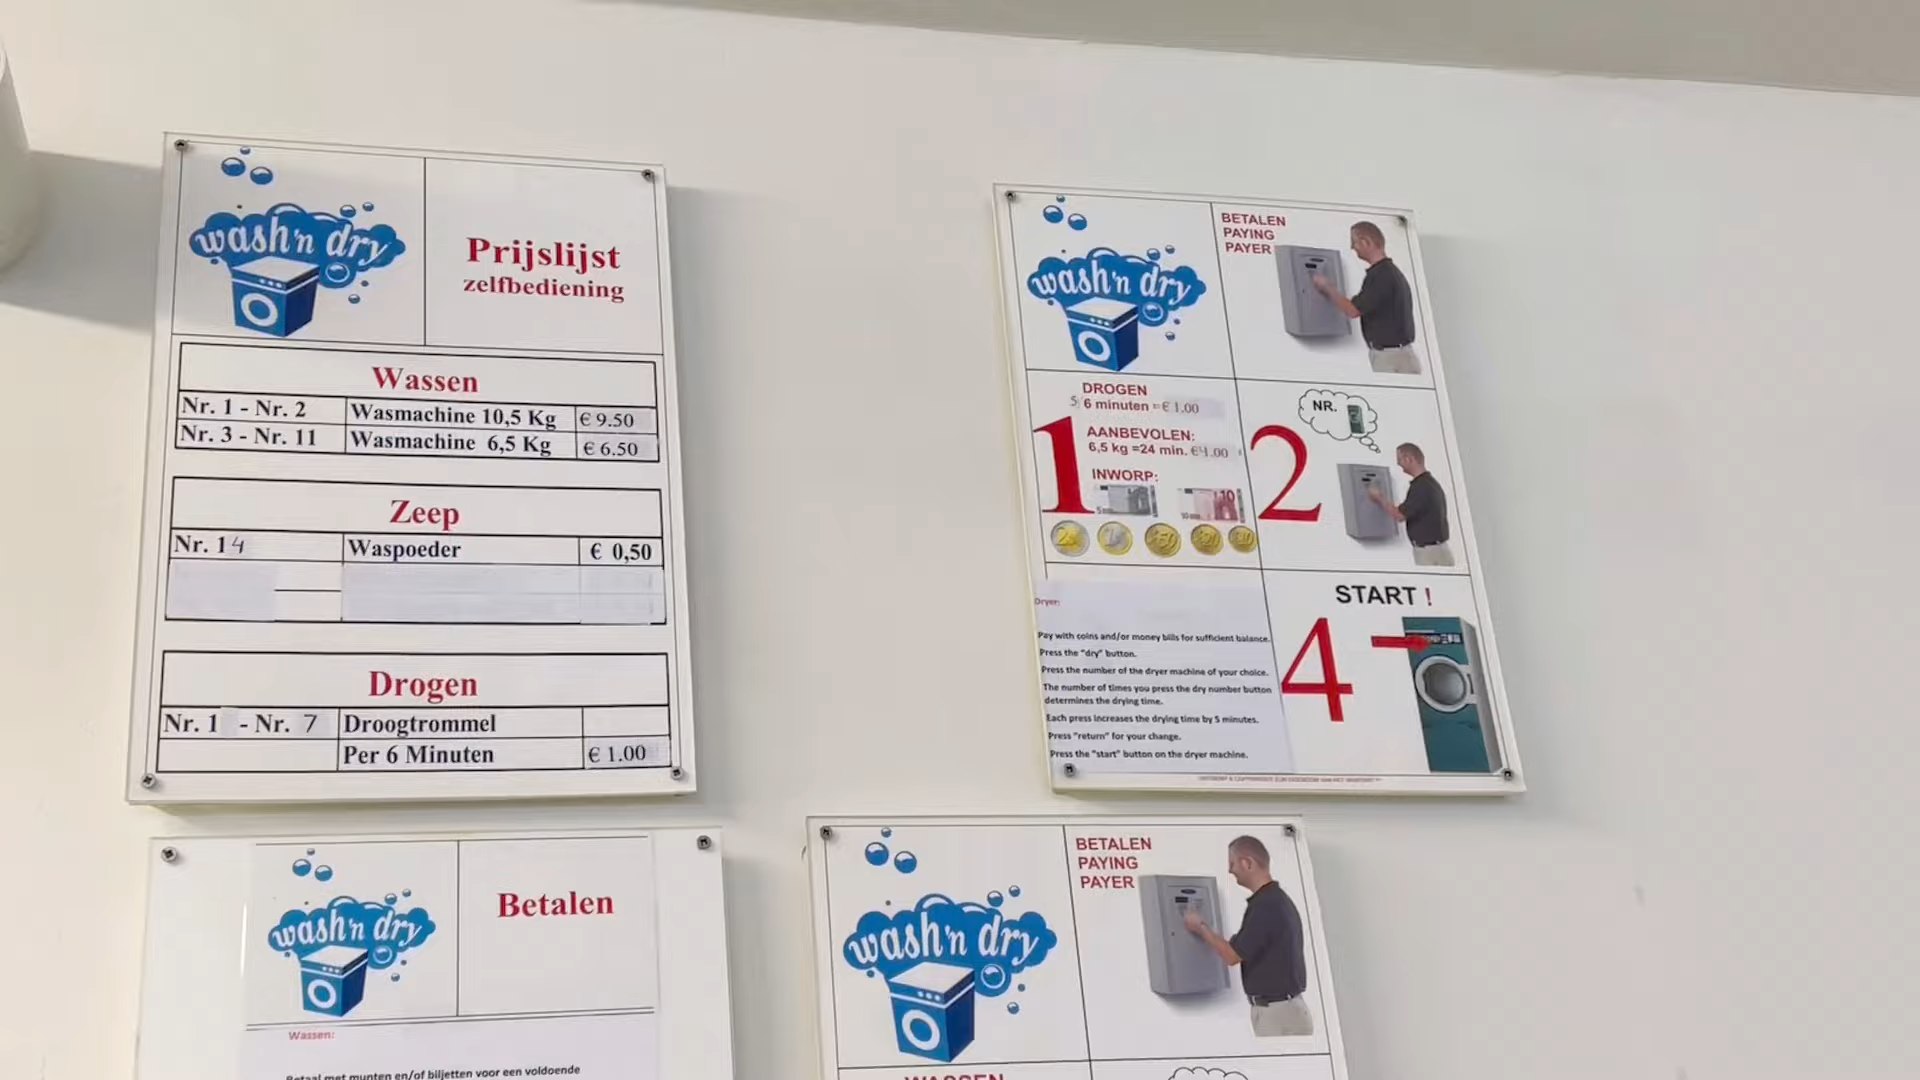 wash'n dry
Prijslijst
zelfbediening
Wassen
Nr. 1 - Nr. 2 Wasmachine 10,5 Kg € 9.50
Nr. 3 - Nr. 11 Wasmachine 6,5 Kg € 6.50
Zeep
Nr. 14 Waspoeder € 0,50
Drogen
Nr. 1 - Nr. 7 Droogtrommel
Per 6 Minuten € 1.00
wash'n dry
BETALEN
PAYING
PAYER
DROGEN
5/6 minuten = € 1.00
AANBEVOLEN:
6,5 kg =24 min. €4.00
INWORP:
1
2
NR.
Dryer:
Pay with coins and/or money bills for sufficient balance.
Press the "dry" button.
Press the number of the dryer machine of your choice.
The number of times you press the dry number button
determines the drying time.
Each press increases the drying time by 5 minutes.
Press "return" for your change.
Press the "start" button on the dryer machine.
START !
4
wash'n dry
Betalen
Wassen:
Betaal met munten en/of biljetten voor een voldoende
wash'n dry
BETALEN
PAYING
PAYER
WASSEN